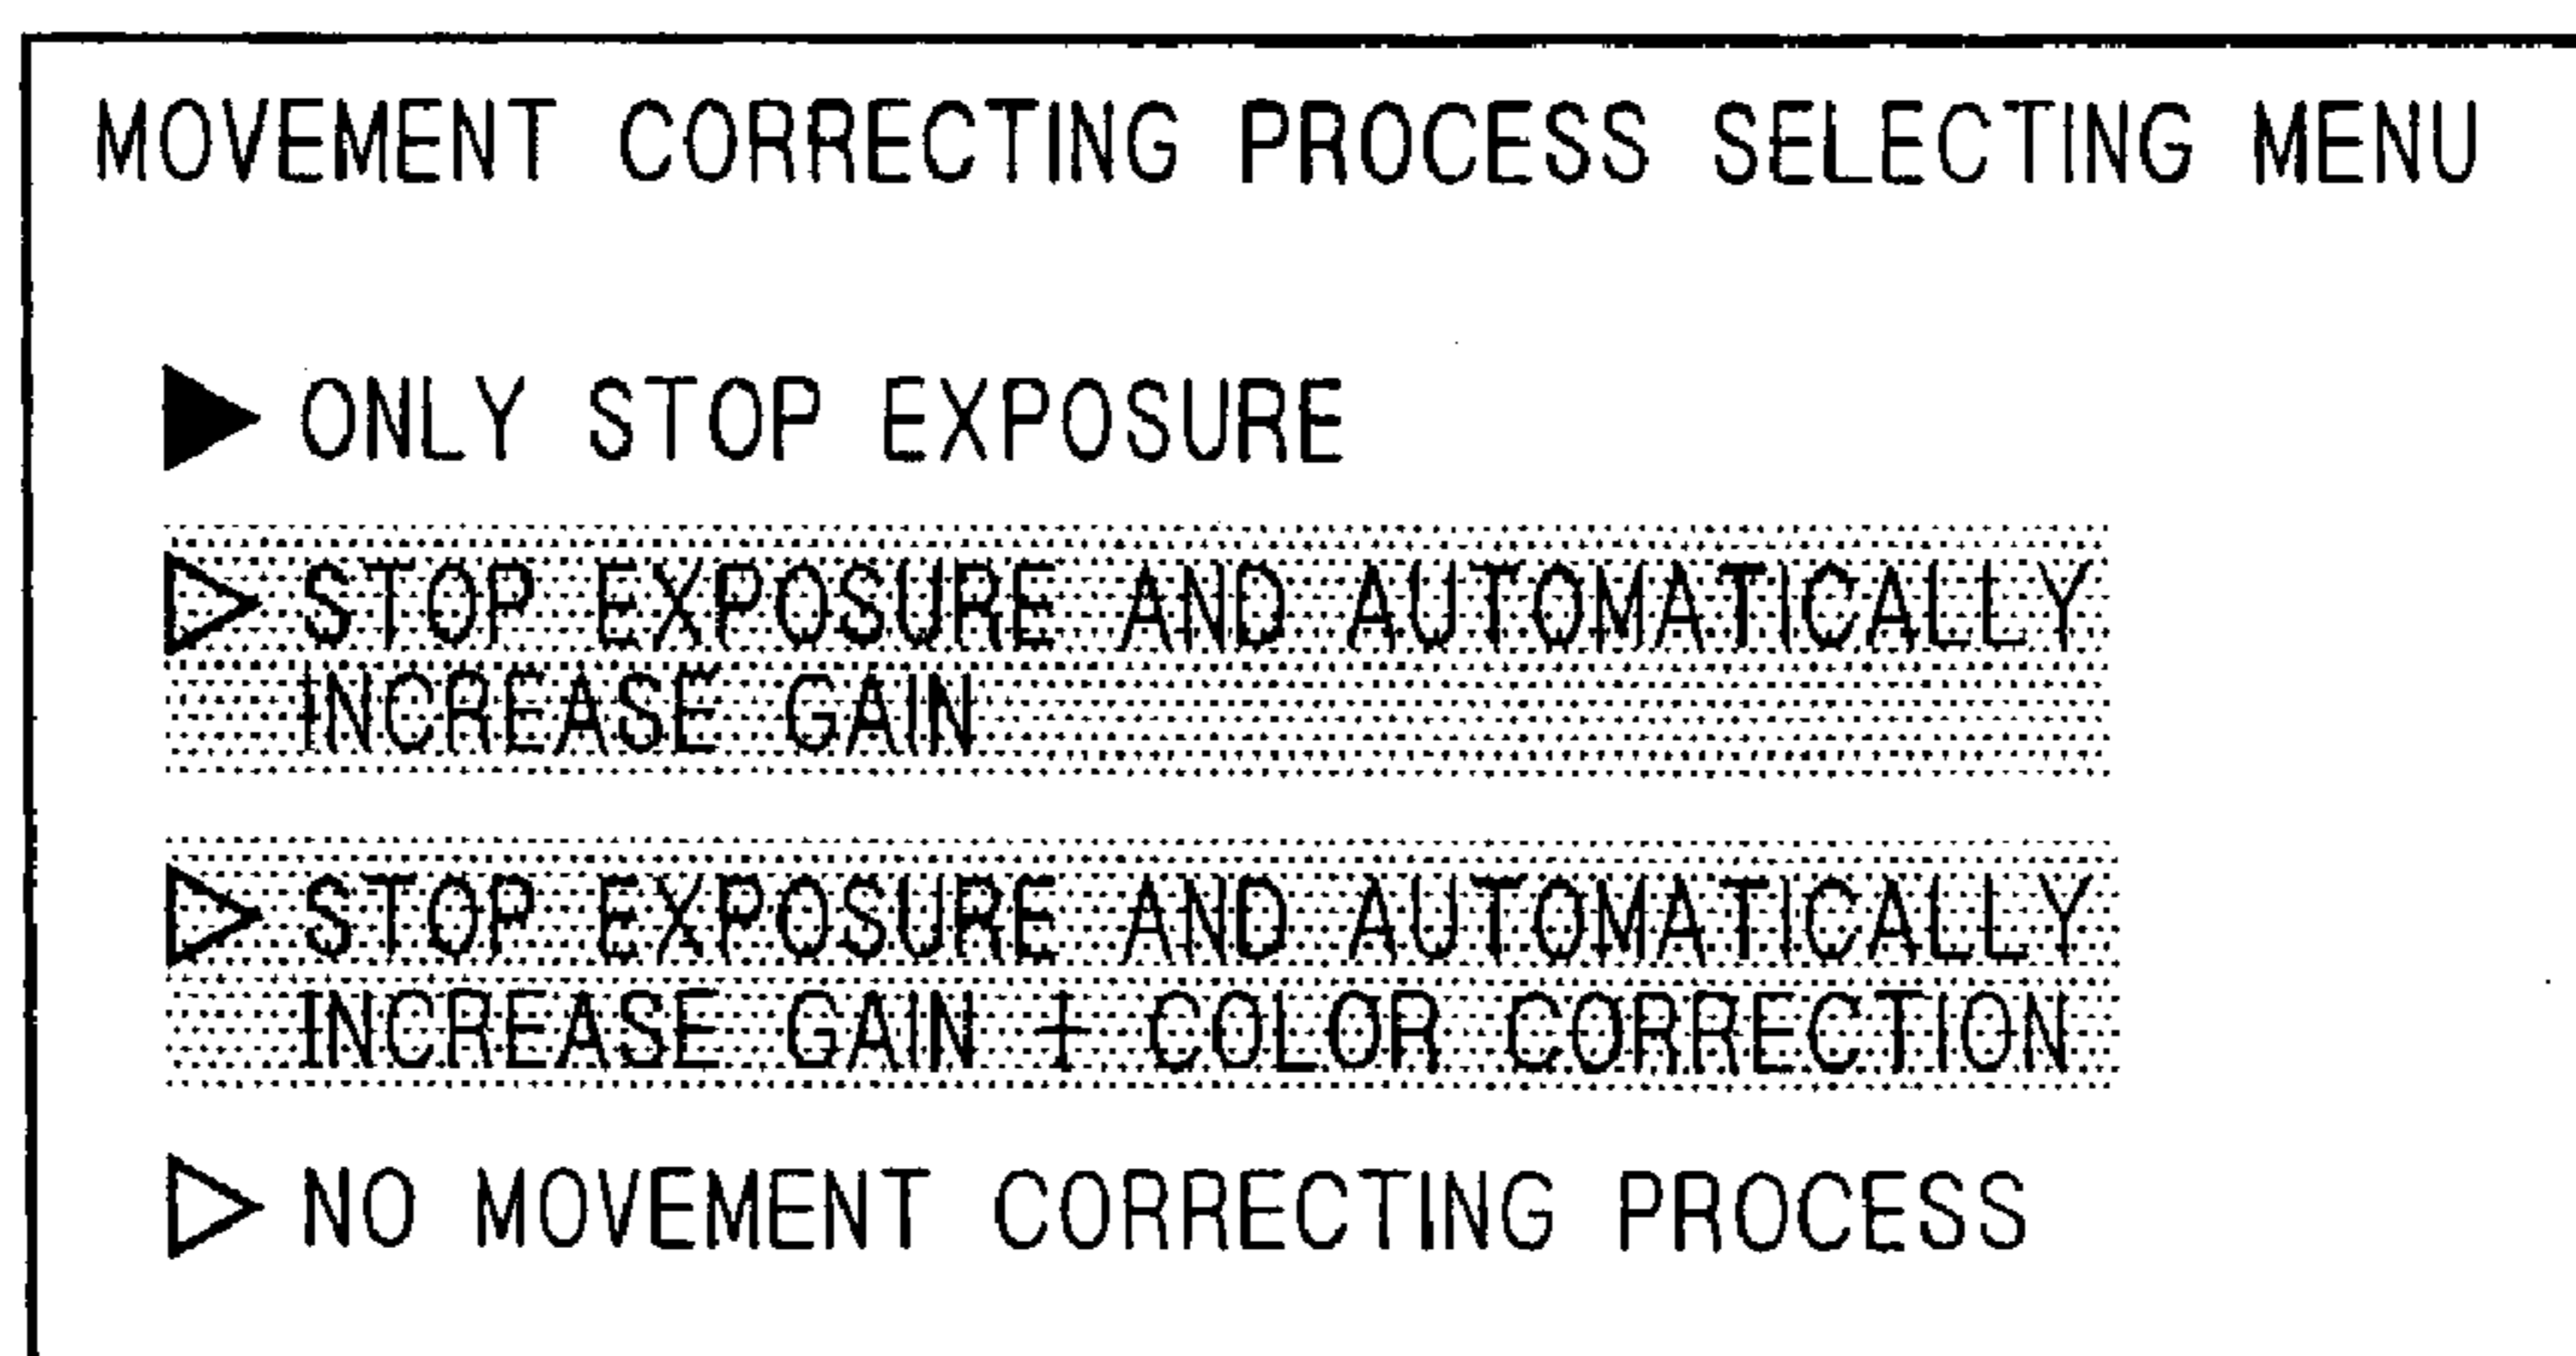 MOVEMENT CORRECTING PROCESS SELECTING MENU
ONLY STOP EXPOSURE
STOP EXPOSURE AND AUTOMATICALLY
INCREASE GAIN
STOP EXPOSURE AND AUTOMATICALLY
INCREASE GAIN + COLOR CORRECTION
NO MOVEMENT CORRECTING PROCESS